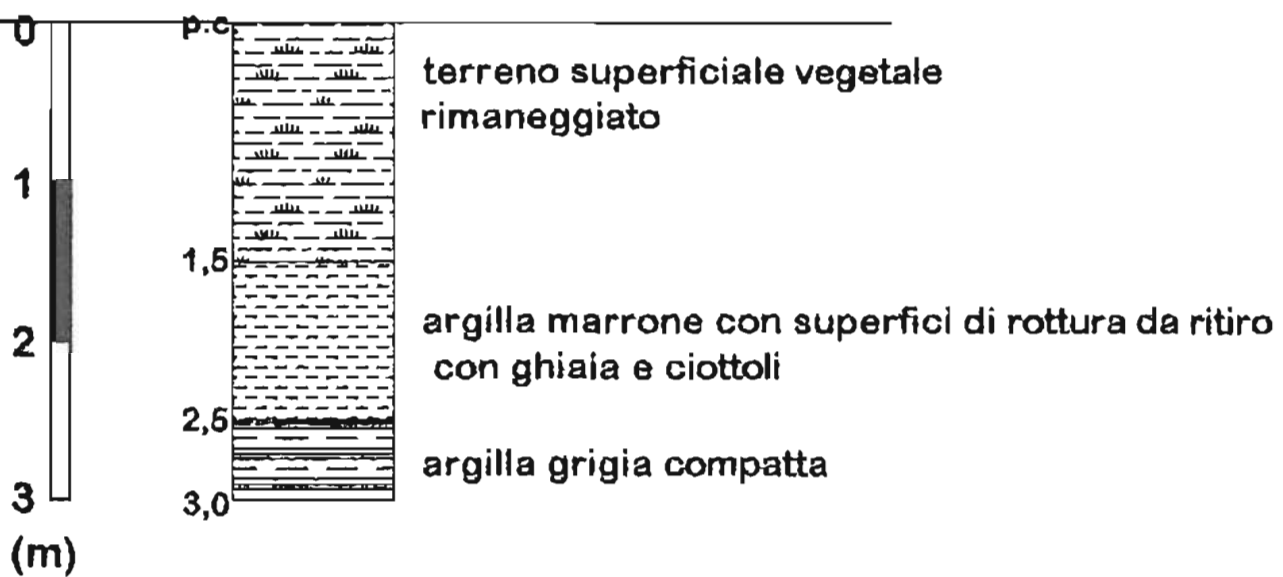 0
p.c.
terreno superficiale vegetale
rimaneggiato
1
1,5
argilla marrone con superfici di rottura da ritiro
2
con ghiaia e ciottoli
2,5
argilla grigia compatta
3
3,0
(m)